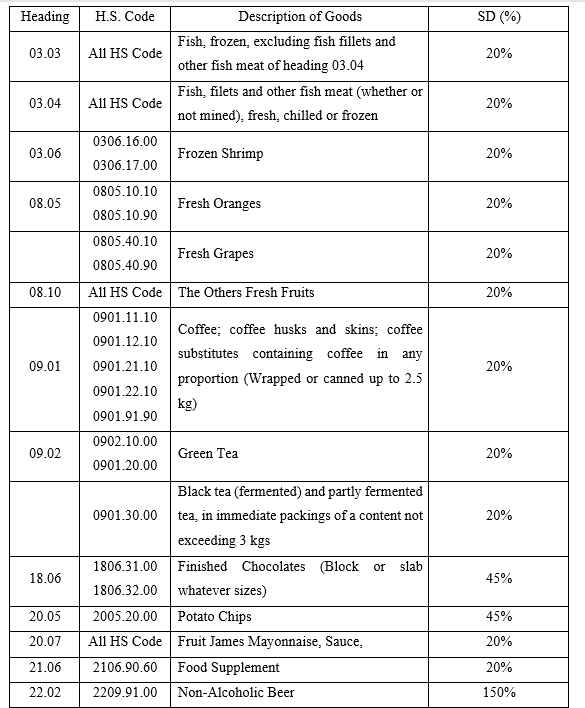 Heading H.S. Code Description of Goods SD (%)
03.03 All HS Code Fish, frozen, excluding fish fillets and
other fish meat of heading 03.04 20%
03.04 All HS Code Fish, filets and other fish meat (whether or
not mined), fresh, chilled or frozen 20%
03.06 0306.16.00
0306.17.00 Frozen Shrimp 20%
08.05 0805.10.10
0805.10.90 Fresh Oranges 20%
0805.40.10
0805.40.90 Fresh Grapes 20%
08.10 All HS Code The Others Fresh Fruits 20%
09.01 0901.11.10
0901.12.10
0901.21.10
0901.22.10
0901.91.90 Coffee; coffee husks and skins; coffee
substitutes containing coffee in any
proportion (Wrapped or canned up to 2.5
kg) 20%
09.02 0902.10.00
0901.20.00 Green Tea 20%
0901.30.00 Black tea (fermented) and partly fermented
tea, in immediate packings of a content not
exceeding 3 kgs 20%
18.06 1806.31.00
1806.32.00 Finished Chocolates (Block or slab
whatever sizes) 45%
20.05 2005.20.00 Potato Chips 45%
20.07 All HS Code Fruit James Mayonnaise, Sauce, 20%
21.06 2106.90.60 Food Supplement 20%
22.02 2209.91.00 Non-Alcoholic Beer 150%